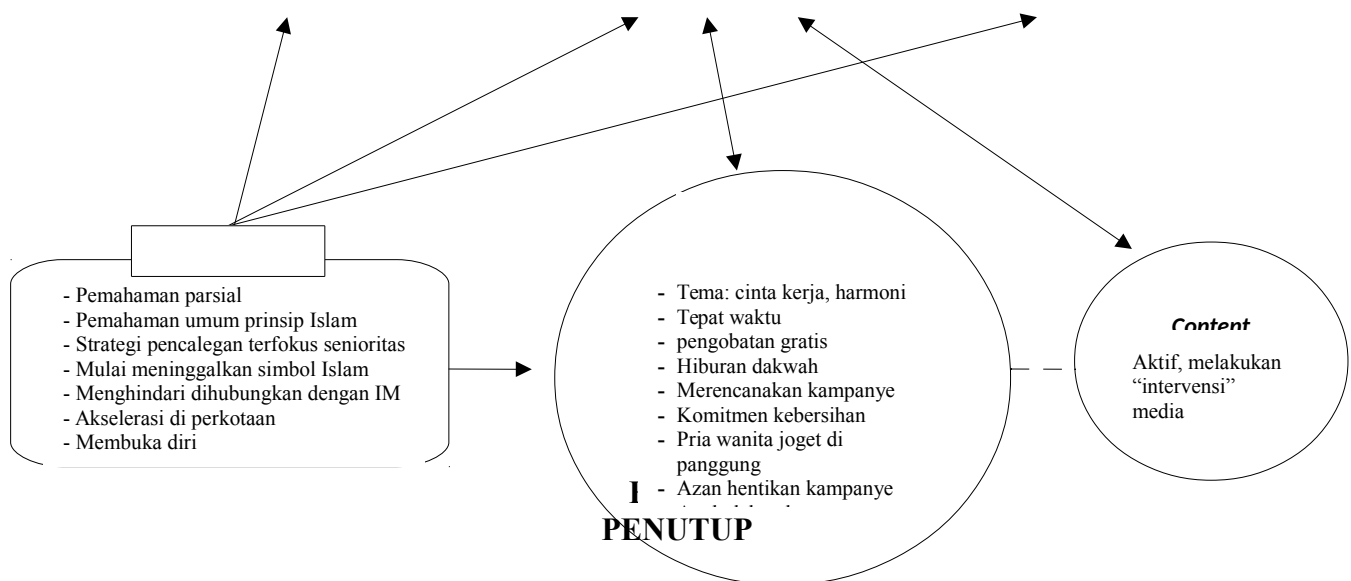 - Pemahaman parsial
- Pemahaman umum prinsip Islam
- Strategi pencalegan terfokus senioritas
- Mulai meninggalkan simbol Islam
- Menghindari dihubungkan dengan IM
- Akselerasi di perkotaan
- Membuka diri
- Tema: cinta kerja, harmoni
- Tepat waktu
- pengobatan gratis
- Hiburan dakwah
- Merencanakan kampanye
- Komitmen kebersihan
- Pria wanita joget di
panggung
- Azan hentikan kampanye
Content
Aktif, melakukan
“intervensi”
media
PENUTUP